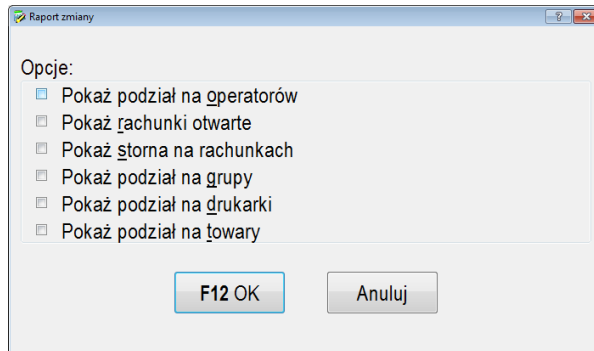 Raport zmiany
Opcje:
Pokaż podział na operatorów
Pokaż rachunki otwarte
Pokaż storna na rachunkach
Pokaż podział na grupy
Pokaż podział na drukarki
Pokaż podział na towary
F12 OK
Anuluj